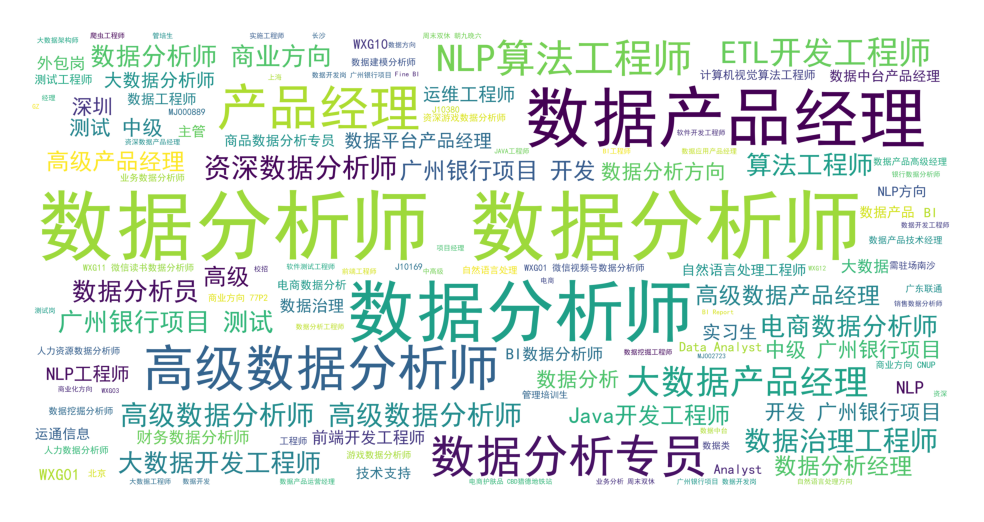 大数据架构师
爬虫工程师
管培生
实施工程师
长沙
WXG10
数据方向
周末双休 朝九晚六
外包岗
数据分析师
商业方向
NLP算法工程师
ETL开发工程师
数据建模分析师
测试工程师
大数据分析师
上海
数据开发岗
广州银行项目
Fine BI
计算机视觉算法工程师
数据中台产品经理
经理
深圳
数据工程师
MJ000889
产品经理
运维工程师
J10380
资深游戏数据分析师
数据产品经理
测试
中级
主管
商品数据分析专员
数据平台产品经理
软件开发工程师
资深数据产品经理
JAVA工程师
BI工程师
数据应用产品经理
高级产品经理
业务数据分析师
资深数据分析师
广州银行项目 开发
数据分析方向
算法工程师
数据产品高级经理
银行数据分析师
NLP方向
数据分析师
数据分析师
数据产品 BI
数据开发工程师
数据产品技术经理
项目经理
WXG11 微信读书数据分析师
高级
校招
软件测试工程师
前端工程师
J10169
中高级
自然语言处理
WXG01 微信视频号数据分析师
自然语言处理工程师
WXG12
大数据
需驻场南沙
数据分析员
商业方向 77P2
电商数据分析
电商
高级数据产品经理
广东联通
测试岗
广州银行项目 测试
数据治理
数据分析师
销售数据分析师
BI Report
数据分析工程师
实习生
电商数据分析师
人力资源数据分析师
高级数据分析师
BI数据分析师
数据挖掘工程师
Data Analyst
MJ002723
中级 广州银行项目
商业方向 CNUP
NLP工程师
商业化方向
WXG03
数据分析
管理培训生
大数据产品经理
NLP
资深
数据挖掘分析师
高级数据分析师
高级数据分析师
Java开发工程师
开发 广州银行项目
运通信息
财务数据分析师
工程师
前端开发工程师
数据分析专员
数据中台
数据类
数据治理工程师
人力数据分析师
大数据开发工程师
游戏数据分析师
WXG01
北京
技术支持
Analyst
数据分析经理
大数据工程师
数据开发
数据产品运营经理
电商护肤品 CBD猎德地铁站
业务分析 周末双休
广州银行项目 数据开发岗
自然语言处理方向